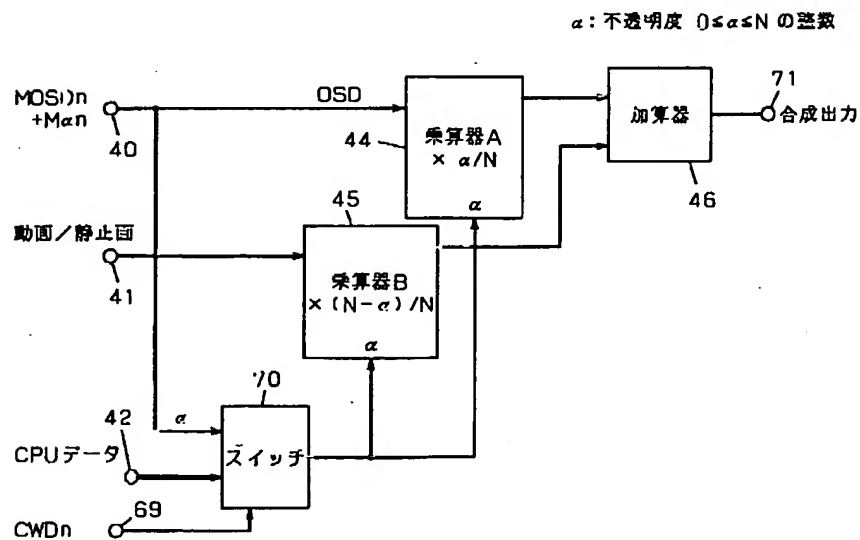 α：不透明度 0≤α≤N の整数
MOSDn
+Mαn
40
OSD
44
乗算器A
× α/N
α
加算器
46
71
合成出力
動画／静止画
41
45
乗算器B
×(N-α)/N
α
70
α
スイッチ
42
CPUデータ
69
CWDn